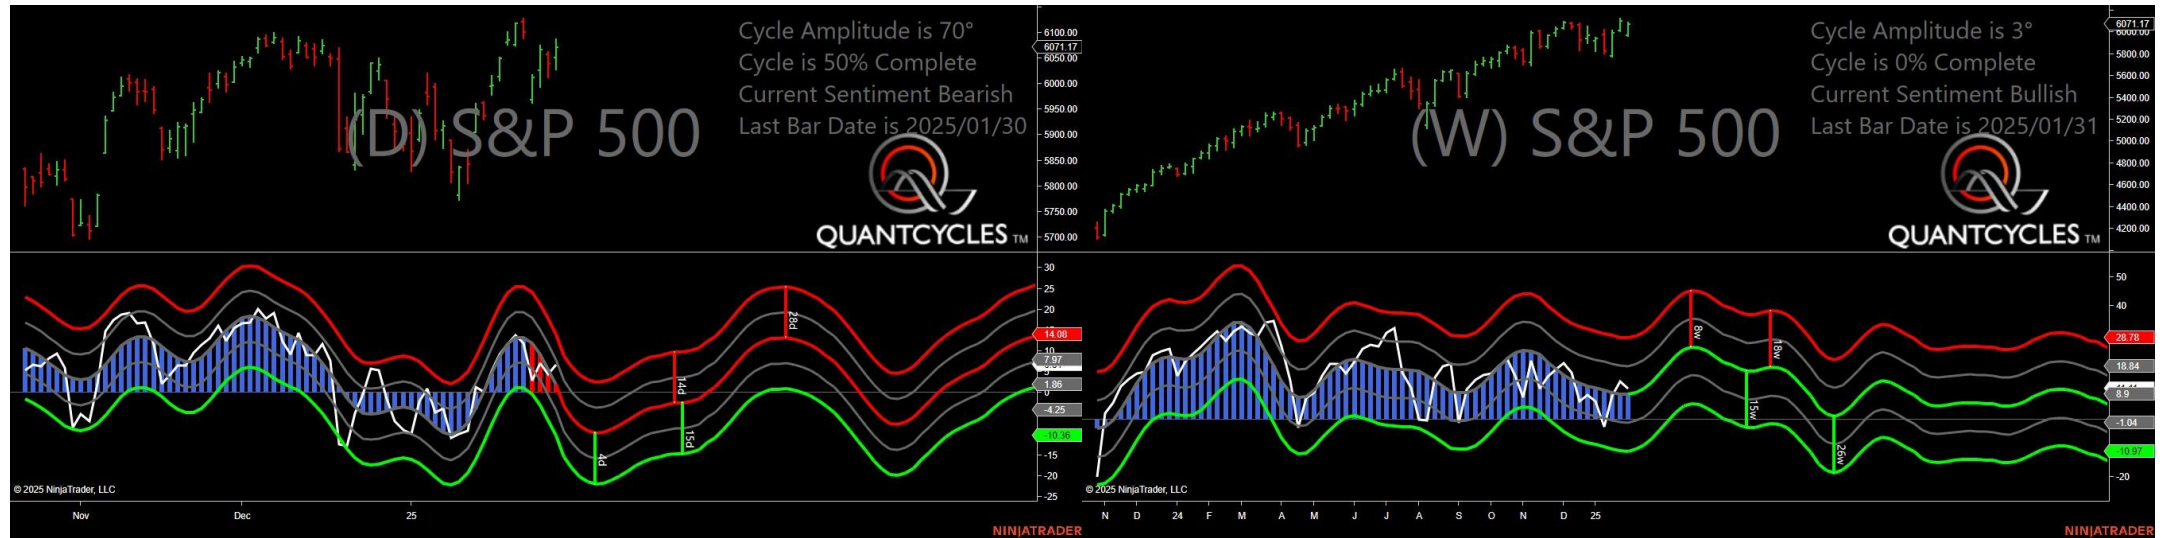 Cycle Amplitude is 70°
Cycle is 50% Complete
Current Sentiment Bearish
Last Bar Date is 2025/01/30
(D) S&P 500
QUANTCYCLES TM
6100.00
6071.17
6050.00
6000.00
5950.00
5900.00
5850.00
5800.00
5750.00
5700.00
30
25
20
14.08
10
7.97
5
1.86
0
-4.25
-10.36
-15
-20
-25
28d
14d
15d
4d
© 2025 NinjaTrader, LLC
Nov
Dec
25
NINJATRADER
Cycle Amplitude is 3°
Cycle is 0% Complete
Current Sentiment Bullish
Last Bar Date is 2025/01/31
(W) S&P 500
QUANTCYCLES TM
6071.17
6000.00
5800.00
5600.00
5400.00
5200.00
5000.00
4800.00
4600.00
4400.00
4200.00
50
40
28.78
18.84
8.9
-1.04
-10.97
-20
8w
18w
15w
26w
© 2025 NinjaTrader, LLC
N D 24 F M A M J J A S O N D 25
NINJATRADER